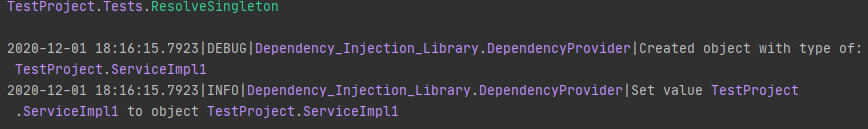 TestProject.Tests.ResolveSingleton
2020-12-01 18:16:15.7923|DEBUG|Dependency_Injection_Library.DependencyProvider|Created object with type of:
TestProject.ServiceImpl1
2020-12-01 18:16:15.7923|INFO|Dependency_Injection_Library.DependencyProvider|Set value TestProject
.ServiceImpl1 to object TestProject.ServiceImpl1